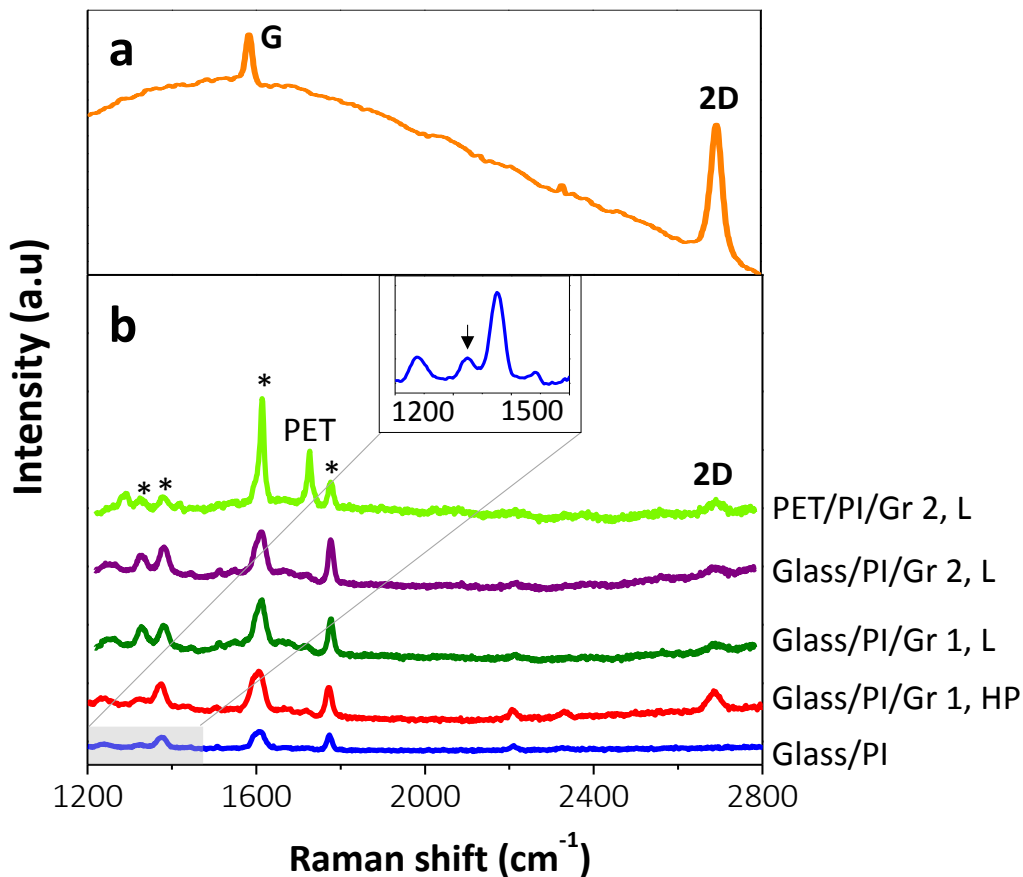 a
G
2D
b
1200 1500
*
PET
* *
*
2D
PET/PI/Gr 2, L
Glass/PI/Gr 2, L
Glass/PI/Gr 1, L
Glass/PI/Gr 1, HP
Glass/PI
Intensity (a.u)
1200 1600 2000 2400 2800
Raman shift (cm⁻¹)